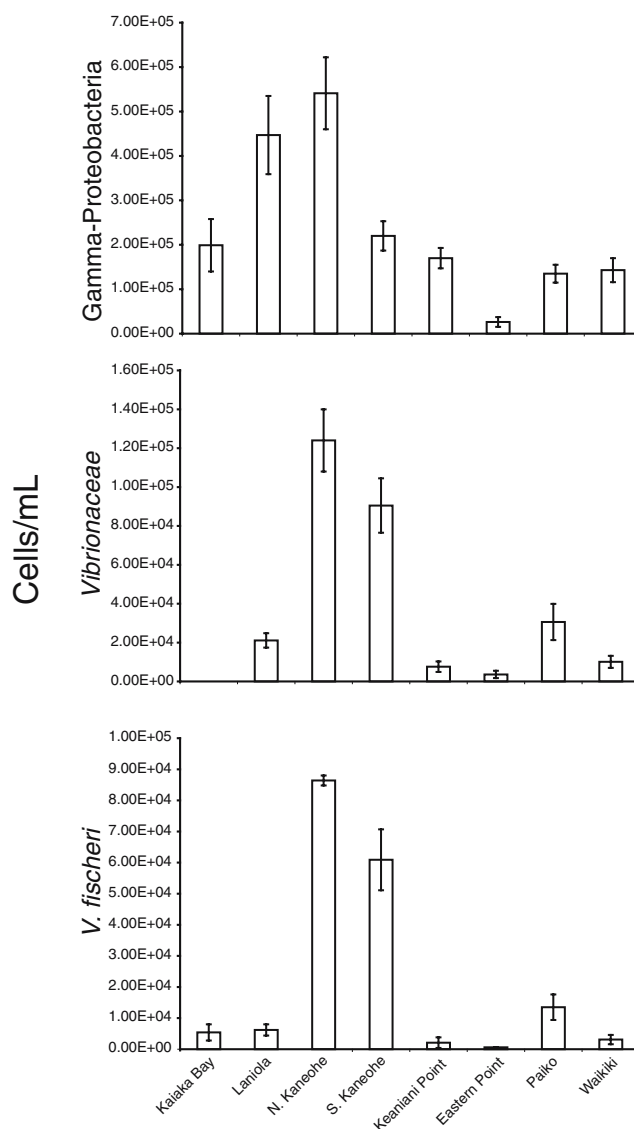 Cells/mL
Gamma-Proteobacteria
7.00E+05
6.00E+05
5.00E+05
4.00E+05
3.00E+05
2.00E+05
1.00E+05
0.00E+00
Vibrionaceae
1.60E+05
1.40E+05
1.20E+05
1.00E+05
8.00E+04
6.00E+04
4.00E+04
2.00E+04
0.00E+00
V. fischeri
1.00E+05
9.00E+04
8.00E+04
7.00E+04
6.00E+04
5.00E+04
4.00E+04
3.00E+04
2.00E+04
1.00E+04
0.00E+00
Kaiaka Bay
Laniola
N. Kaneohe
S. Kaneohe
Keaniani Point
Eastern Point
Paiko
Waikiki